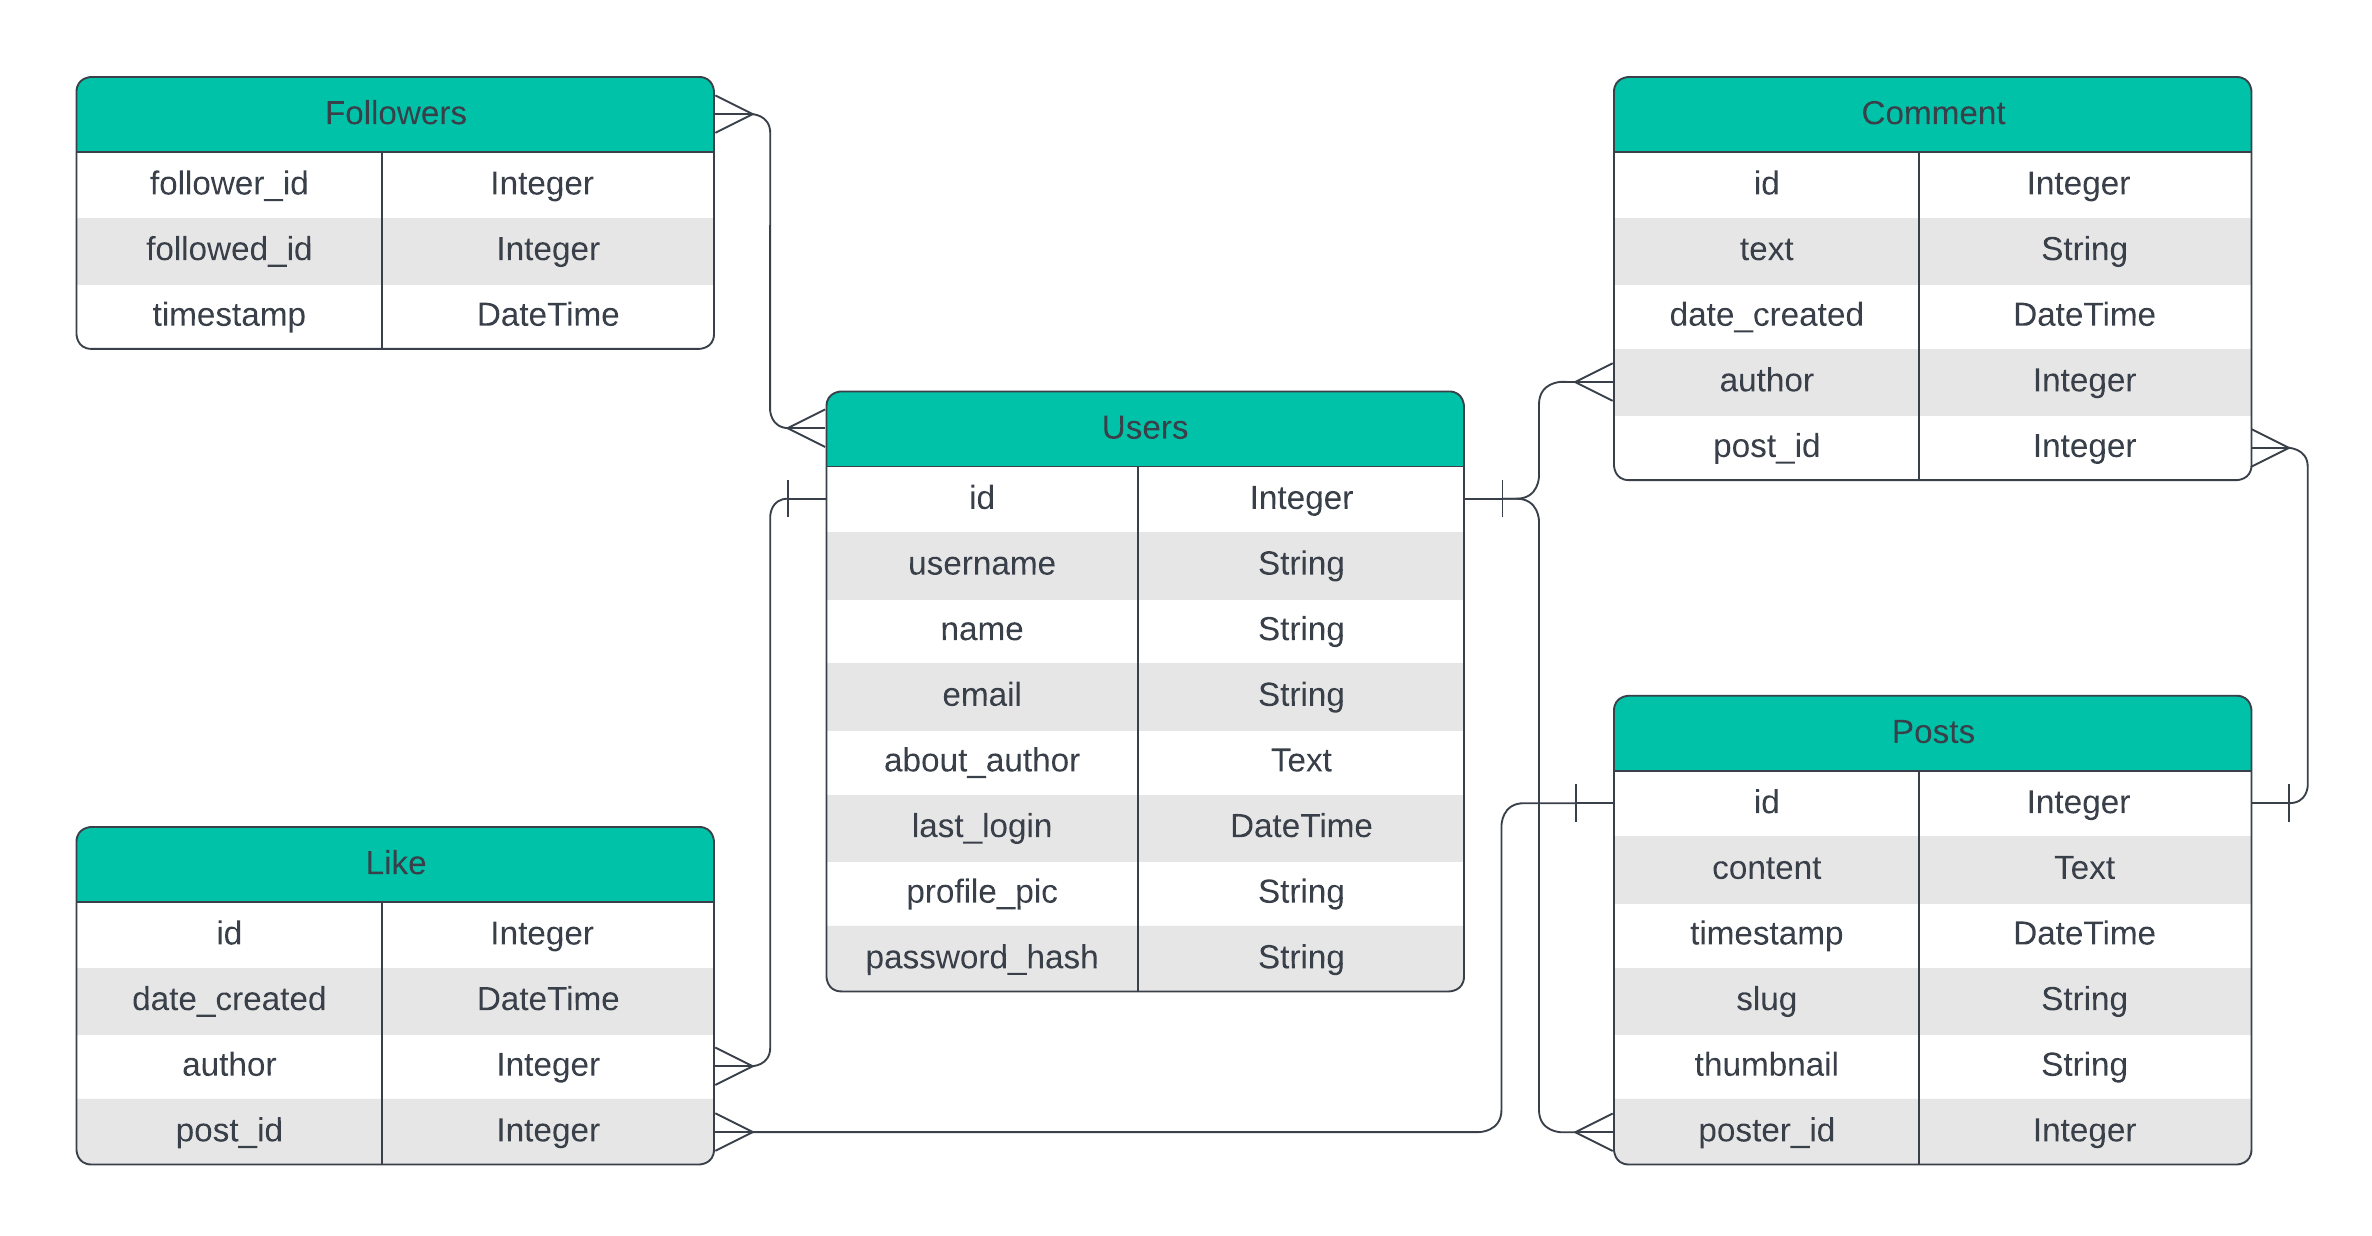 Followers
follower_id Integer
followed_id Integer
timestamp DateTime
Comment
id Integer
text String
date_created DateTime
author Integer
post_id Integer
Users
id Integer
username String
name String
email String
about_author Text
last_login DateTime
profile_pic String
password_hash String
Like
id Integer
date_created DateTime
author Integer
post_id Integer
Posts
id Integer
content Text
timestamp DateTime
slug String
thumbnail String
poster_id Integer